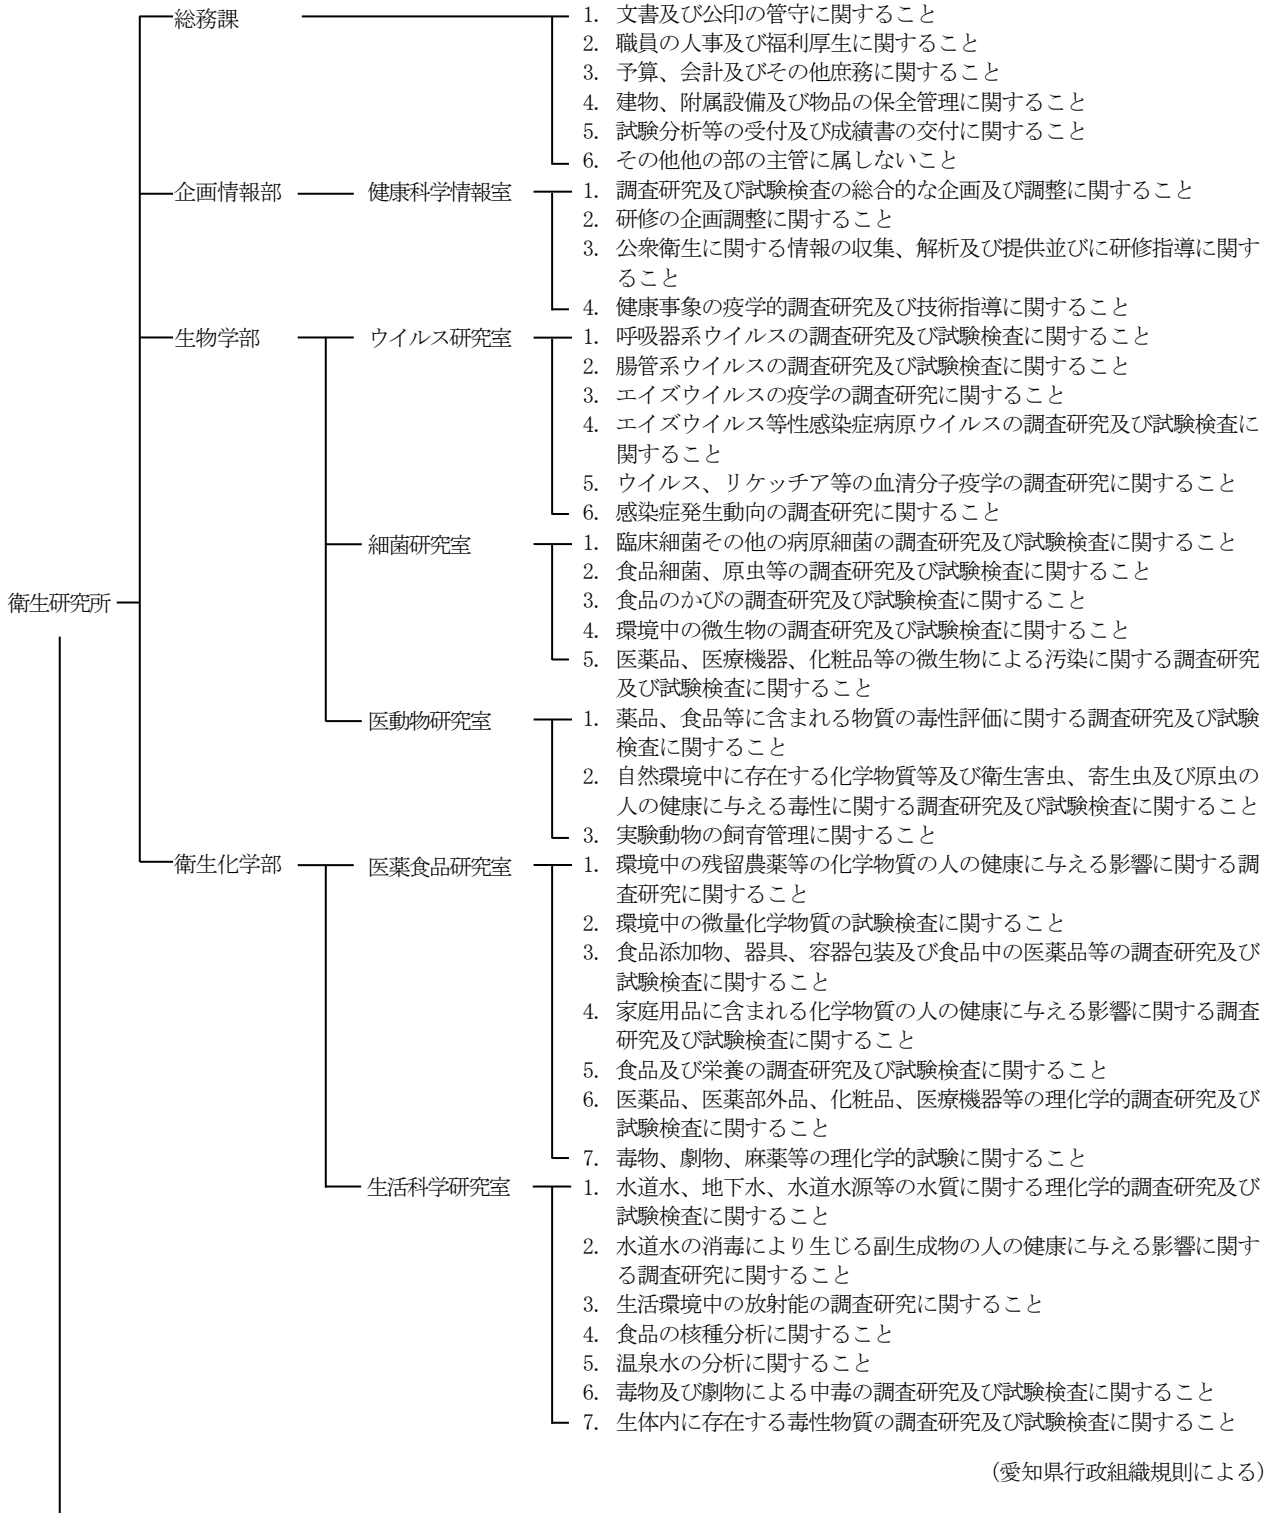 総務課 1. 文書及び公印の管守に関すること
2. 職員の人事及び福利厚生に関すること
3. 予算、会計及びその他庶務に関すること
4. 建物、附属設備及び物品の保全管理に関すること
5. 試験分析等の受付及び成績書の交付に関すること
6. その他他の部の主管に属しないこと
企画情報部 健康科学情報室 1. 調査研究及び試験検査の総合的な企画及び調整に関すること
2. 研修の企画調整に関すること
3. 公衆衛生に関する情報の収集、解析及び提供並びに研修指導に関す
ること
4. 健康事象の疫学的調査研究及び技術指導に関すること
生物学部 ウイルス研究室 1. 呼吸器系ウイルスの調査研究及び試験検査に関すること
2. 腸管系ウイルスの調査研究及び試験検査に関すること
3. エイズウイルスの疫学の調査研究に関すること
4. エイズウイルス等性感染症病原ウイルスの調査研究及び試験検査に
関すること
5. ウイルス、リケッチア等の血清分子疫学の調査研究に関すること
6. 感染症発生動向の調査研究に関すること
細菌研究室 1. 臨床細菌その他の病原細菌の調査研究及び試験検査に関すること
2. 食品細菌、原虫等の調査研究及び試験検査に関すること
衛生研究所 3. 食品のかびの調査研究及び試験検査に関すること
4. 環境中の微生物の調査研究及び試験検査に関すること
5. 医薬品、医療機器、化粧品等の微生物による汚染に関する調査研究
及び試験検査に関すること
医動物研究室 1. 薬品、食品等に含まれる物質の毒性評価に関する調査研究及び試験
検査に関すること
2. 自然環境中に存在する化学物質等及び衛生害虫、寄生虫及び原虫の
人の健康に与える毒性に関する調査研究及び試験検査に関すること
3. 実験動物の飼育管理に関すること
衛生化学部 医薬食品研究室 1. 環境中の残留農薬等の化学物質の人の健康に与える影響に関する調
査研究に関すること
2. 環境中の微量化学物質の試験検査に関すること
3. 食品添加物、器具、容器包装及び食品中の医薬品等の調査研究及び
試験検査に関すること
4. 家庭用品に含まれる化学物質の人の健康に与える影響に関する調査
研究及び試験検査に関すること
5. 食品及び栄養の調査研究及び試験検査に関すること
6. 医薬品、医薬部外品、化粧品、医療機器等の理化学的調査研究及び
試験検査に関すること
7. 毒物、劇物、麻薬等の理化学的試験に関すること
生活科学研究室 1. 水道水、地下水、水道水源等の水質に関する理化学的調査研究及び
試験検査に関すること
2. 水道水の消毒により生じる副生成物の人の健康に与える影響に関す
る調査研究に関すること
3. 生活環境中の放射能の調査研究に関すること
4. 食品の核種分析に関すること
5. 温泉水の分析に関すること
6. 毒物及び劇物による中毒の調査研究及び試験検査に関すること
7. 生体内に存在する毒性物質の調査研究及び試験検査に関すること
(愛知県行政組織規則による)